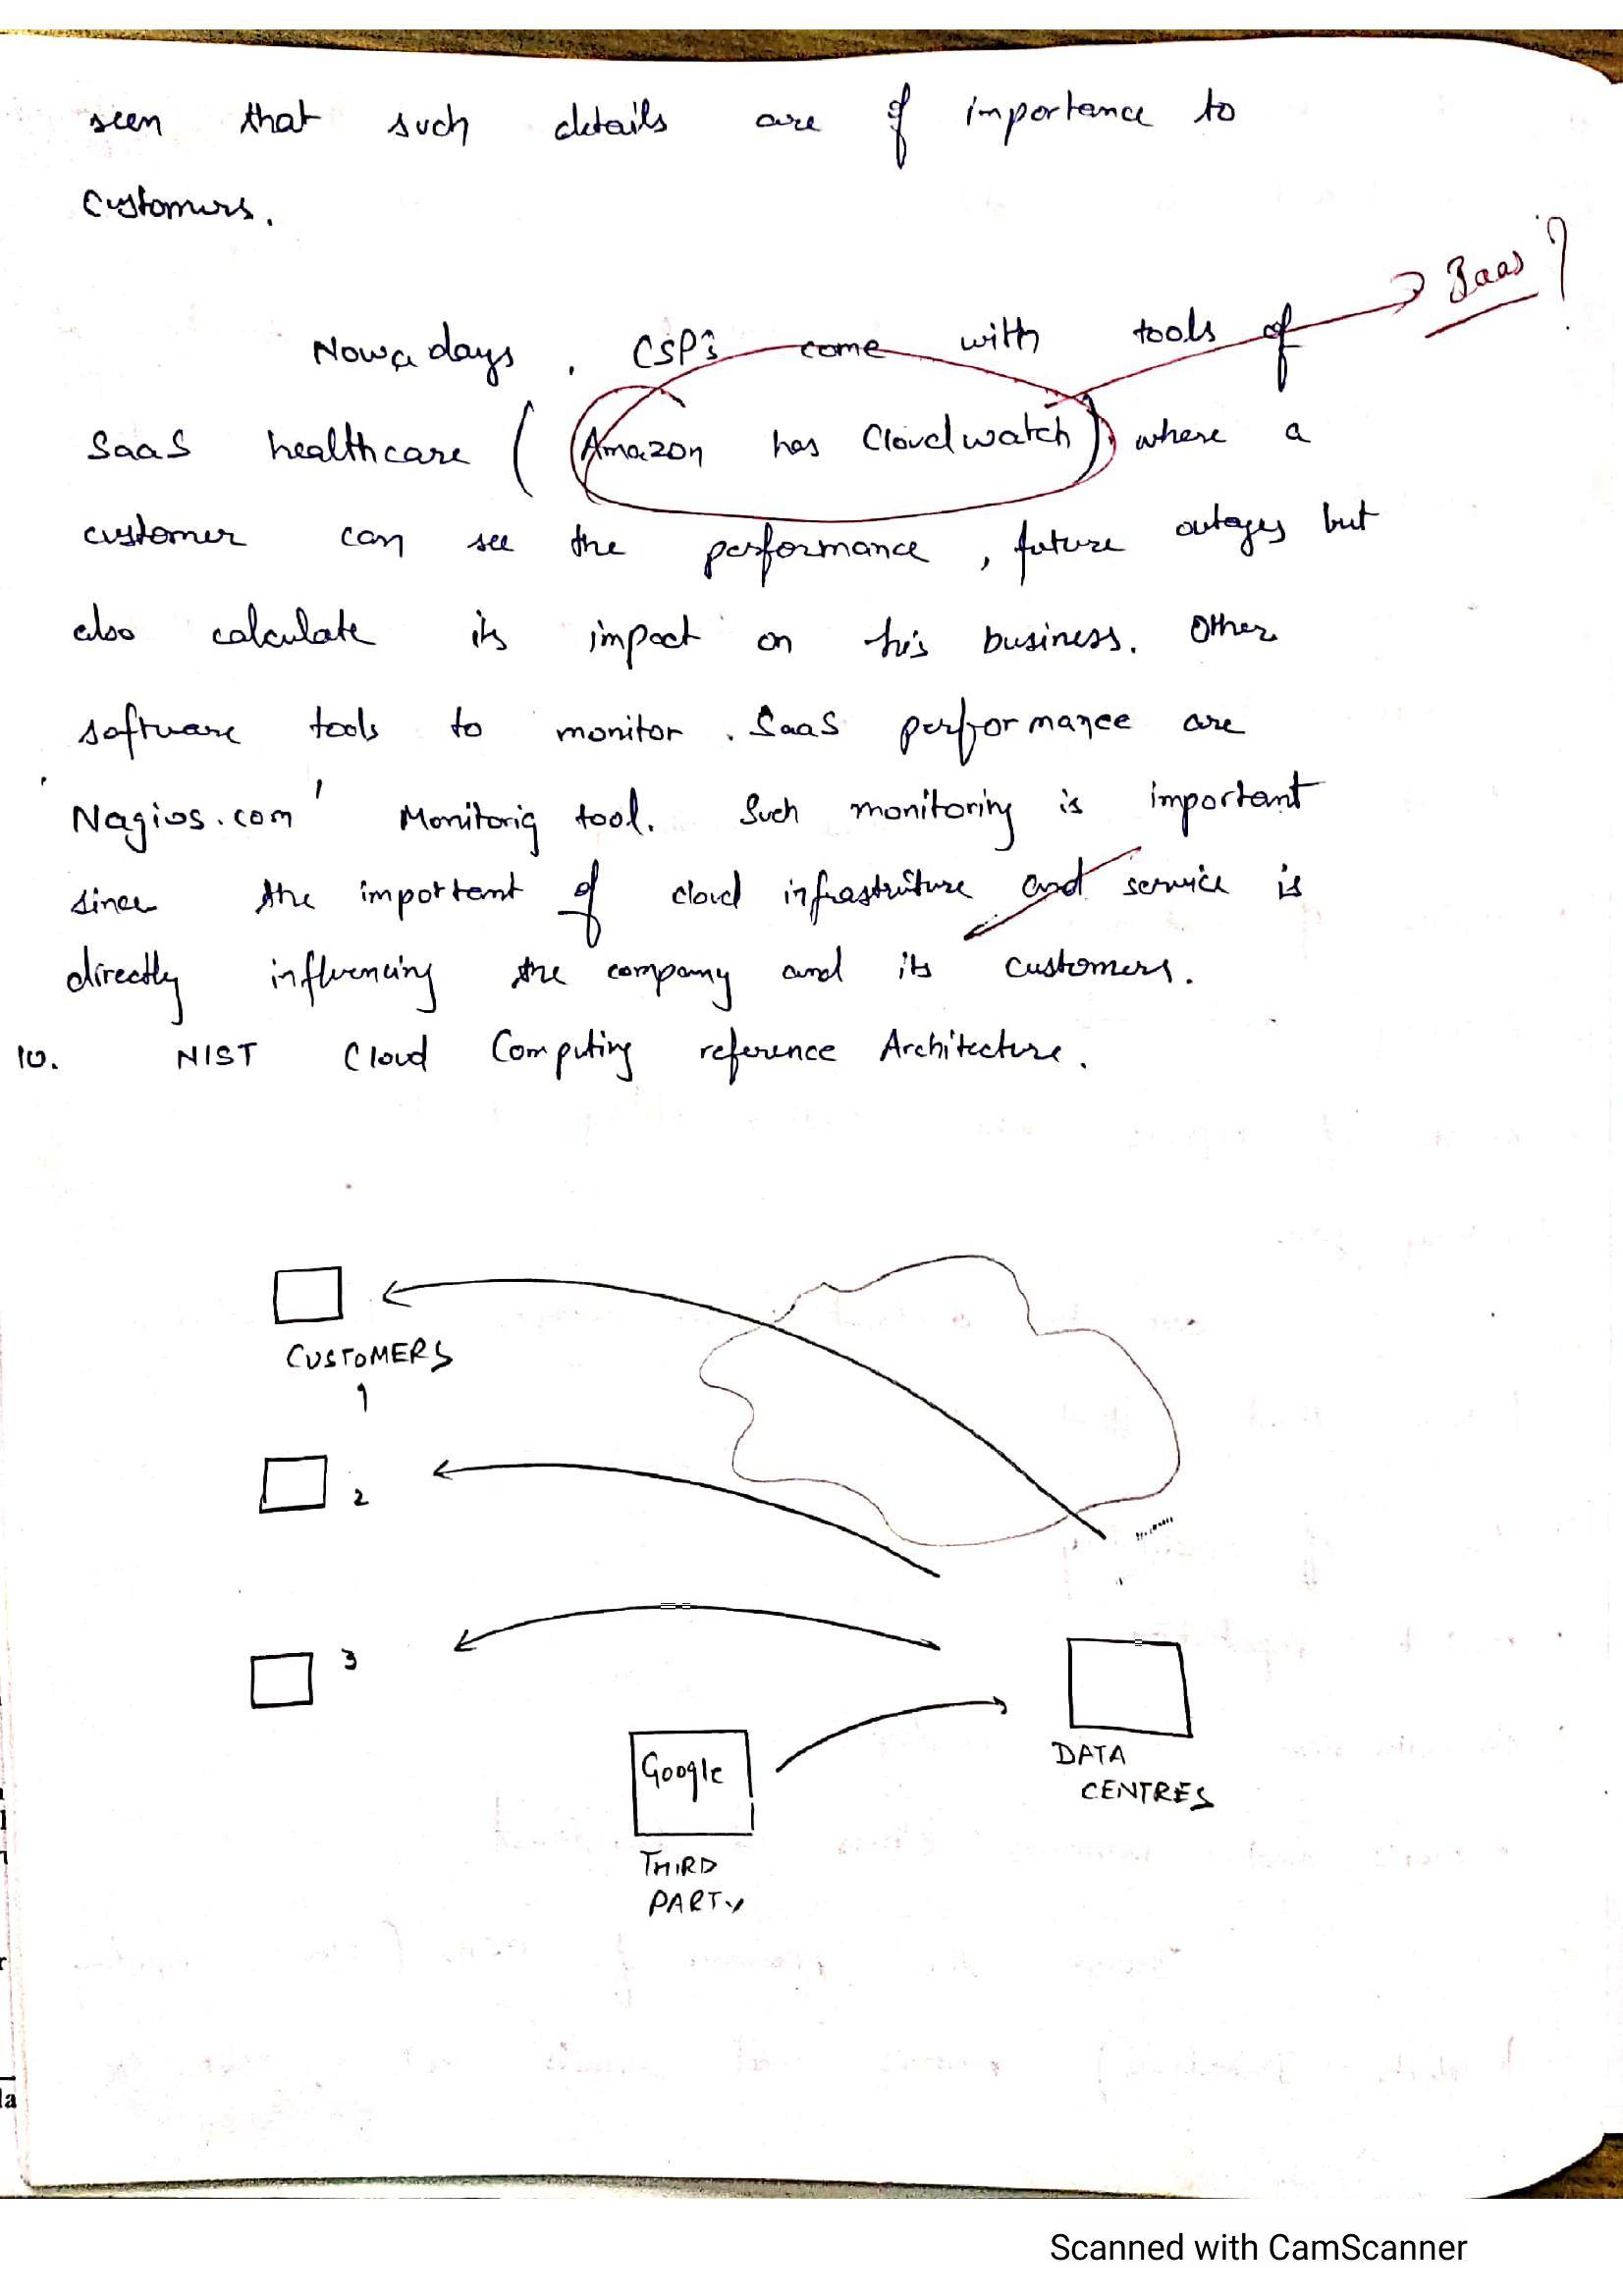 seen that such details are of importance to
customers.
Baas ?
Nowadays, CSP's come with tools of
SaaS healthcare (Amazon has Cloudwatch), where a
customer can see the performance, future outages but
also calculate its impact on his business. Other
software tools to monitor SaaS performance are
'Nagios.com' Monitorig tool. Such monitoring is important
since the important of cloud infrastruture and service is
directly influencing the company and its customers.
10. NIST Cloud Computing reference Architecture.
CUSTOMERS
1
2
3
Google
THIRD
PARTY
DATA
CENTRES
la
Scanned with CamScanner